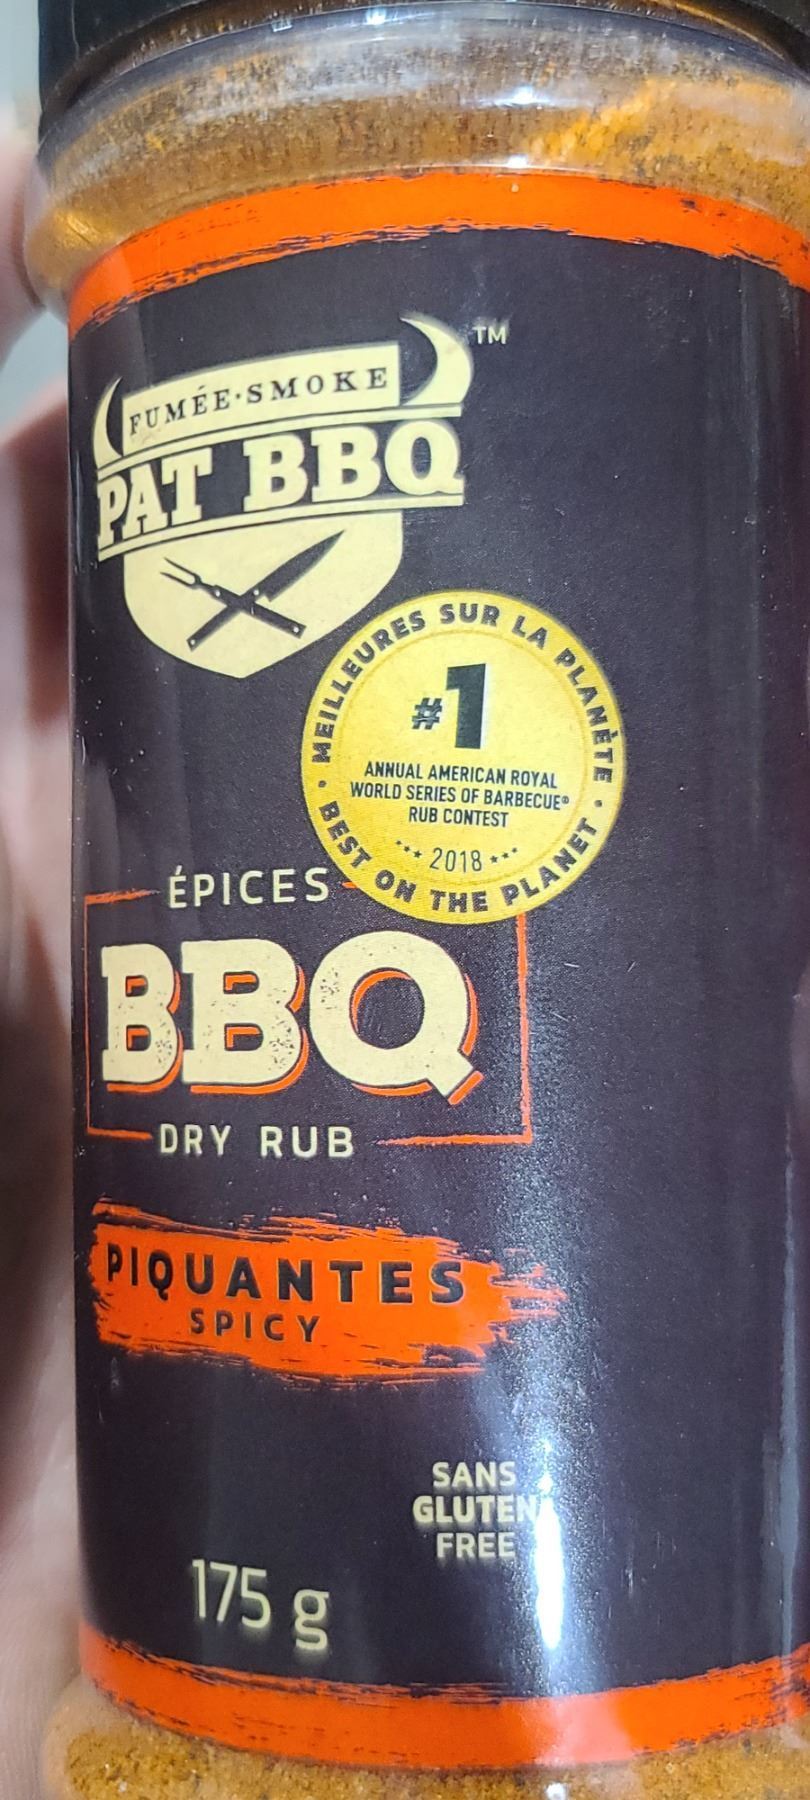 FUMÉE·SMOKE
PAT BBQ
TM
MEILLEURES SUR LA PLANÈTE
#1
ANNUAL AMERICAN ROYAL
WORLD SERIES OF BARBECUE®
RUB CONTEST
2018
BEST ON THE PLANET
ÉPICES
BBQ
DRY RUB
PIQUANTES
SPICY
SANS
GLUTEN
FREE
175 g